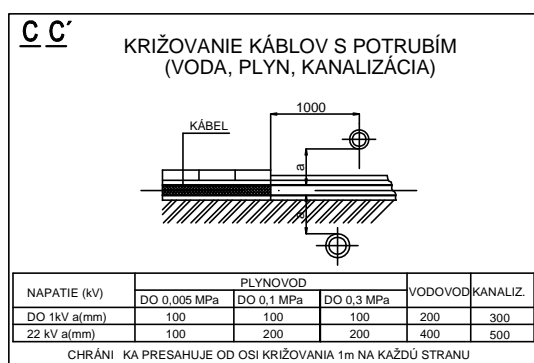 C C´
KRIŽOVANIE KÁBLOV S POTRUBÍM
(VODA, PLYN, KANALIZÁCIA)
1000
KÁBEL
a
a
NAPATIE (kV) PLYNOVOD VODOVOD KANALIZ.
DO 0,005 MPa DO 0,1 MPa DO 0,3 MPa
DO 1kV a(mm) 100 100 100 200 300
22 kV a(mm) 100 200 200 400 500
CHRÁNI KA PRESAHUJE OD OSI KRIŽOVANIA 1m NA KAŽDÚ STRANU